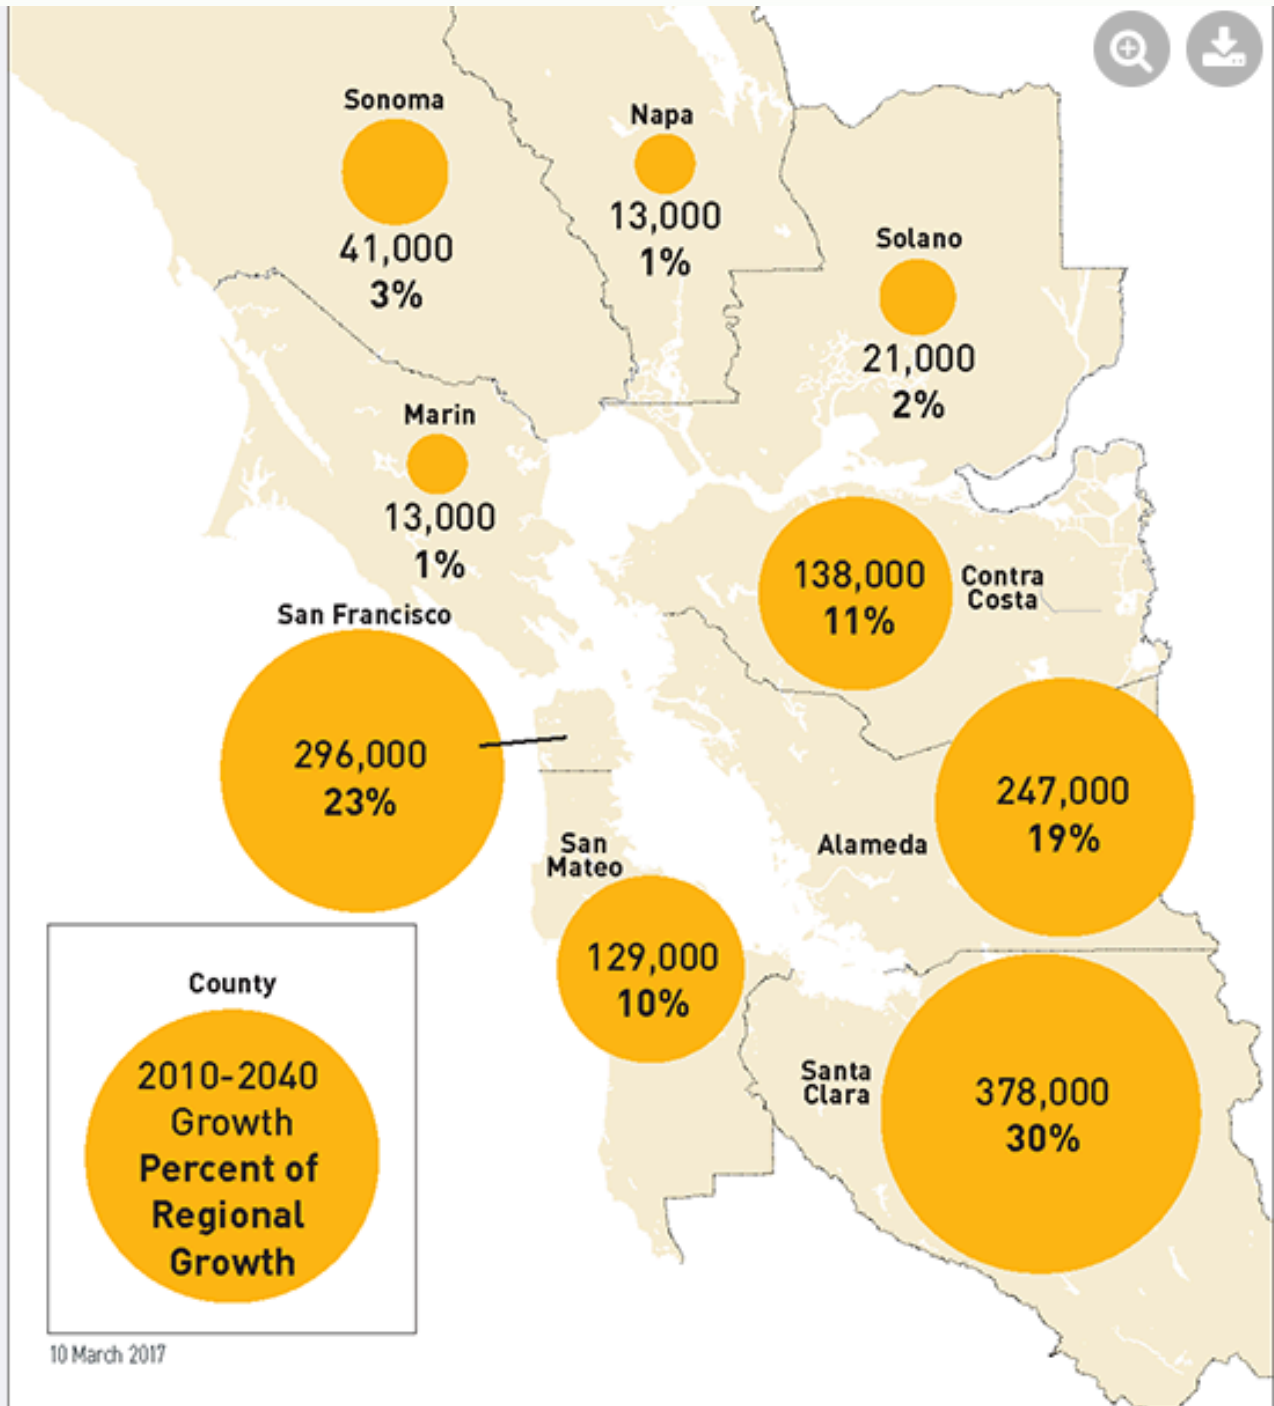 Sonoma
41,000
3%
Napa
13,000
1%
Solano
21,000
2%
Marin
13,000
1%
138,000
11%
Contra
Costa
San Francisco
296,000
23%
247,000
19%
Alameda
San
Mateo
129,000
10%
Santa
Clara
378,000
30%
County
2010-2040
Growth
Percent of
Regional
Growth
10 March 2017